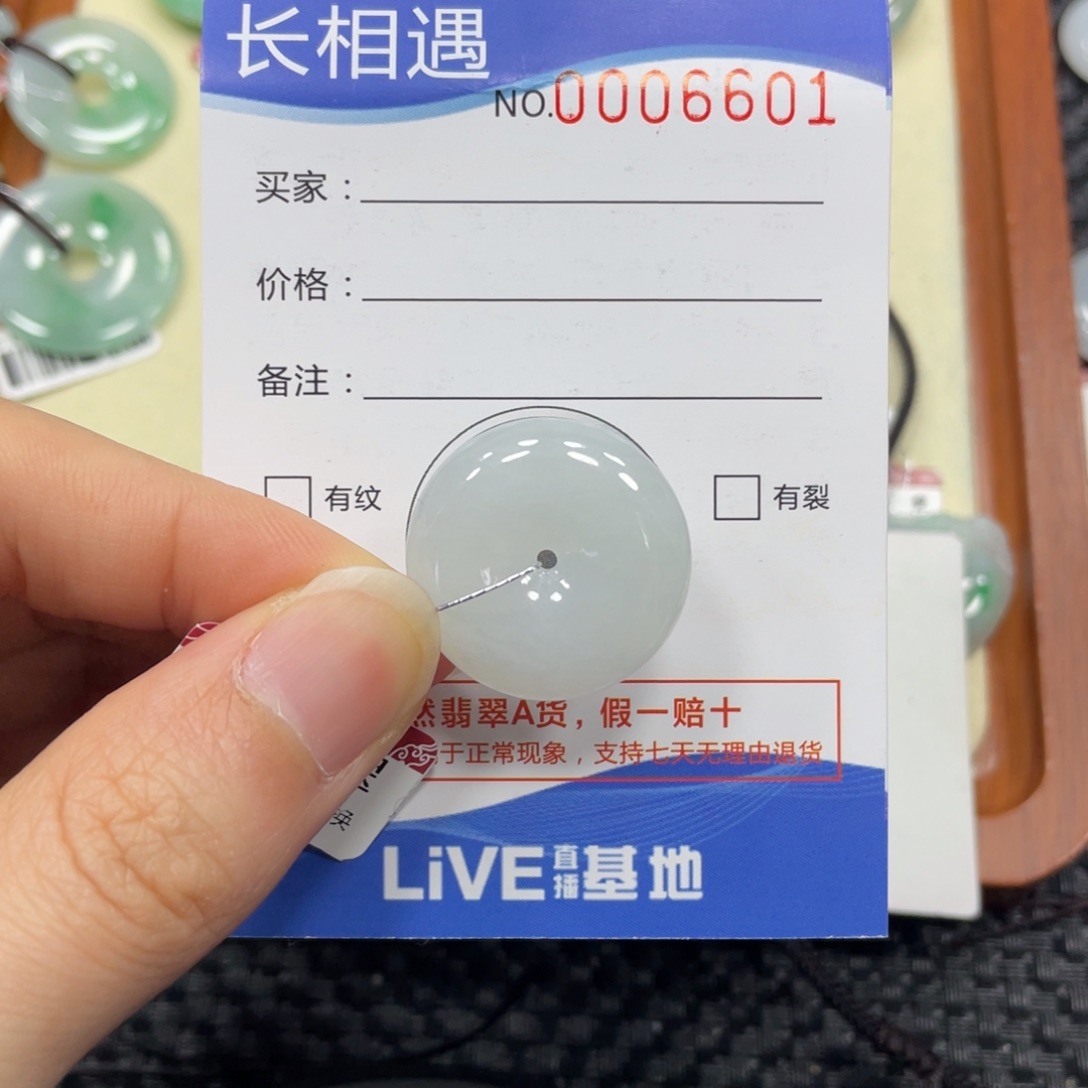 长相遇
NO.0006601
买家：
价格：
备注：
有纹
有裂
然翡翠A货，假一赔十
于正常现象，支持七天无理由退货
LiVE直播基地